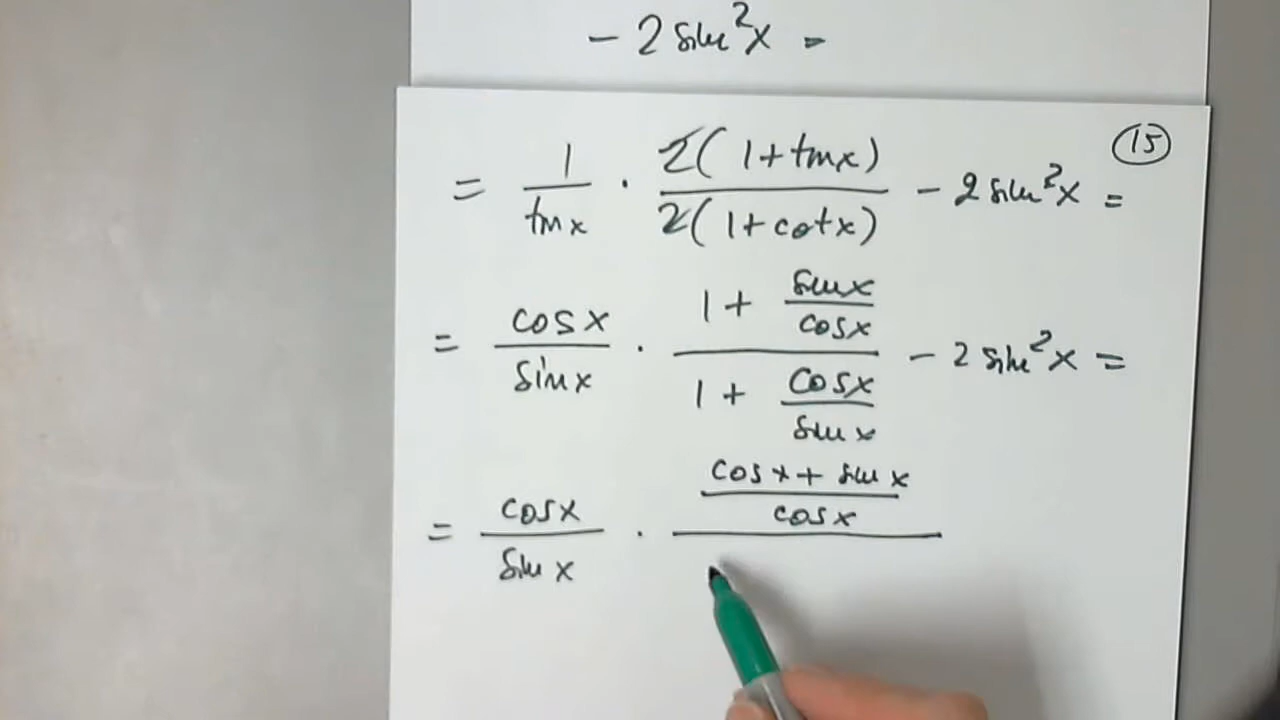 - 2 sin²x =
15
= 1/tan x · 2(1 + tan x)/2(1 + cot x) - 2 sin²x =
= cos x/sin x · (1 + sin x/cos x)/(1 + cos x/sin x) - 2 sin²x =
= cos x/sin x · (cos x + sin x)/cos x